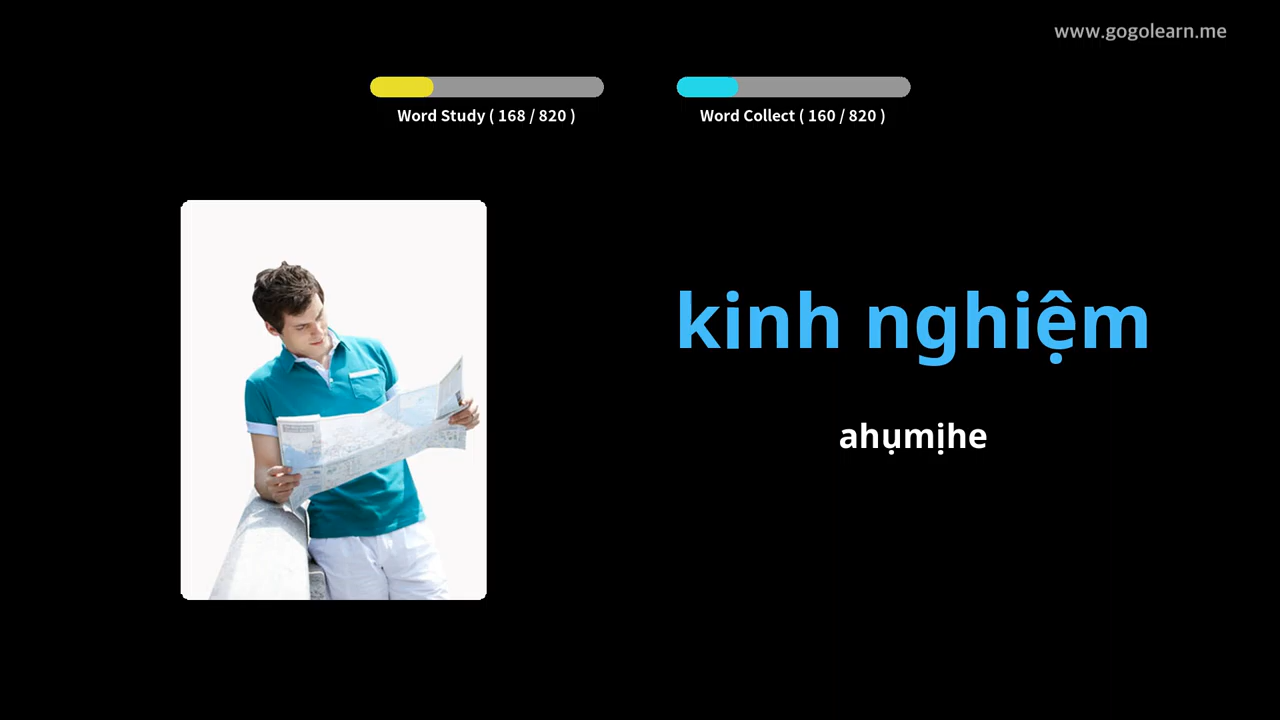 www.gogolearn.me
Word Study ( 168 / 820 )
Word Collect ( 160 / 820 )
kinh nghiệm
ahụmịhe